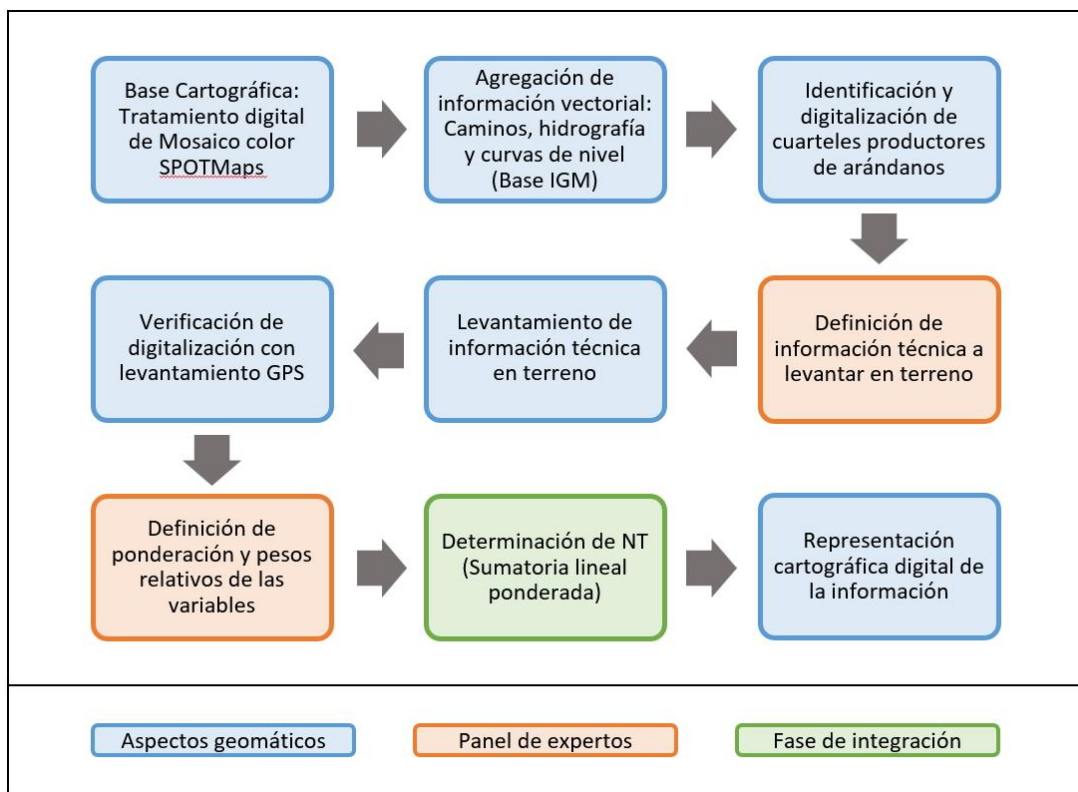 Base Cartográfica:
Tratamiento digital
de Mosaico color
SPOTMaps
Agregación de
información vectorial:
Caminos, hidrografía
y curvas de nivel
(Base IGM)
Identificación y
digitalización de
cuarteles productores
de arándanos
Definición de
información técnica a
levantar en terreno
Levantamiento de
información técnica
en terreno
Verificación de
digitalización con
levantamiento GPS
Definición de
ponderación y pesos
relativos de las
variables
Determinación de NT
(Sumatoria lineal
ponderada)
Representación
cartográfica digital de
la información
Aspectos geomáticos
Panel de expertos
Fase de integración